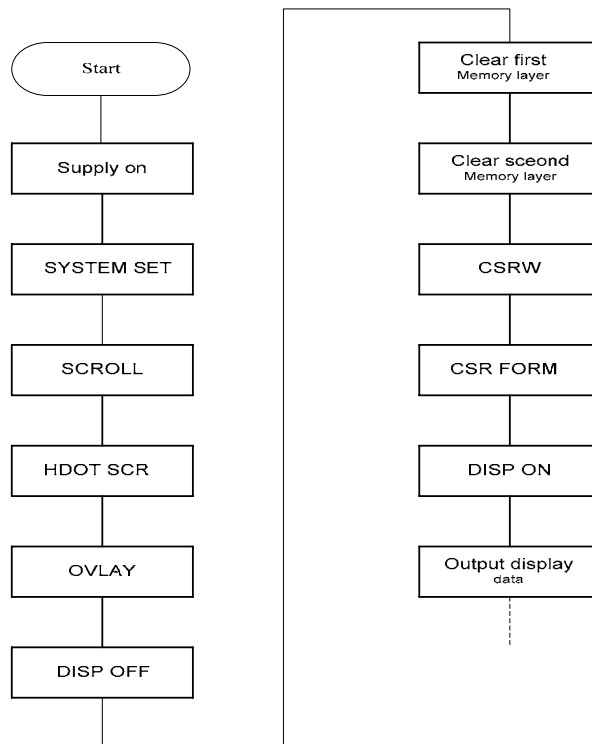 Start
Supply on
SYSTEM SET
SCROLL
HDOT SCR
OVLAY
DISP OFF
Clear first
Memory layer
Clear sceond
Memory layer
CSRW
CSR FORM
DISP ON
Output display
data